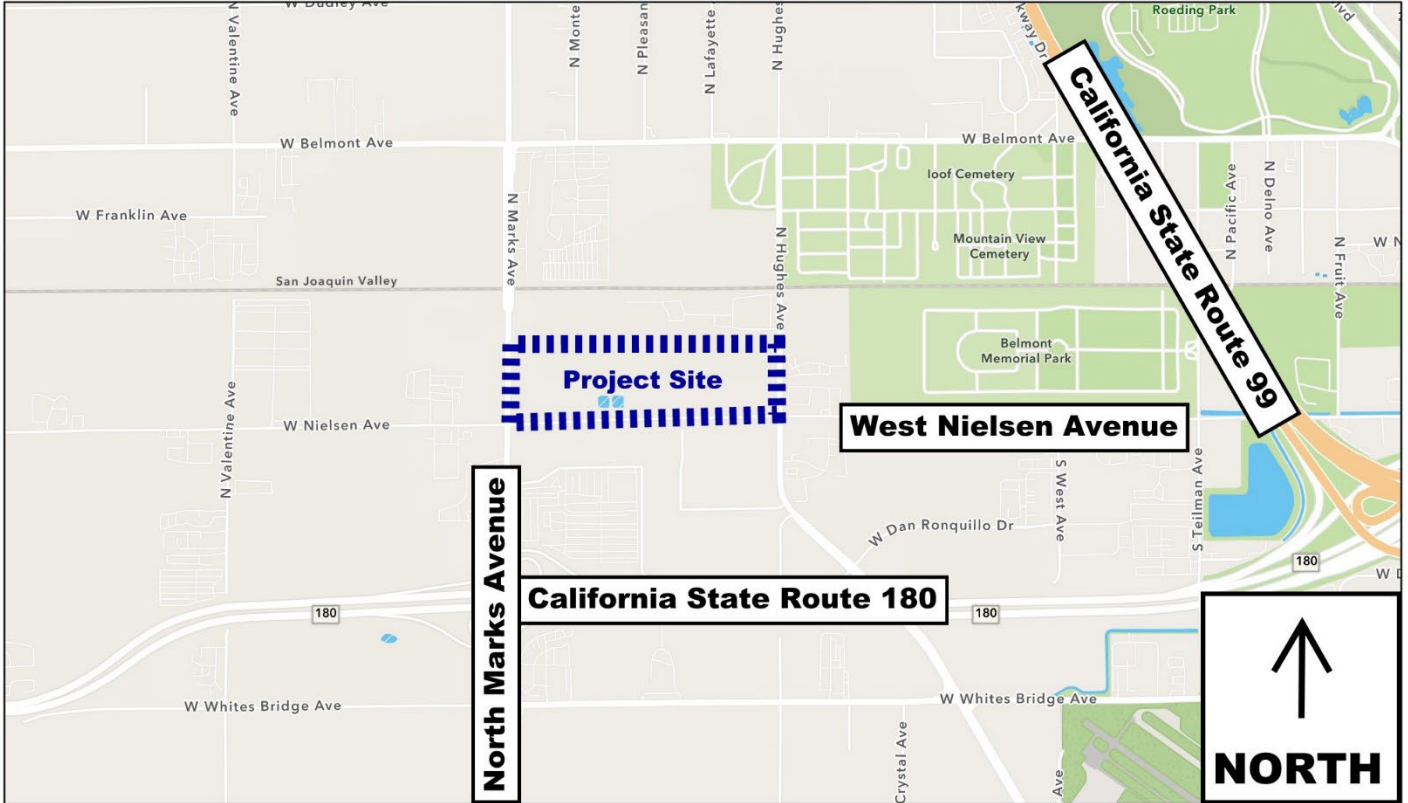 W Dudley Ave
Roeding Park
N Valentine Ave
N Monte
N Pleasan
N Lafayette
N Hughes
kway Dr
lvd
California State Route 99
W Belmont Ave
W Belmont Ave
Ioof Cemetery
N Pacific Ave
N Delno Ave
W Franklin Ave
N Marks Ave
Mountain View
Cemetery
N Hughes Ave
N Fruit Ave
W N
San Joaquin Valley
Project Site
Belmont
Memorial Park
N Valentine Ave
W Nielsen Ave
West Nielsen Avenue
North Marks Avenue
S West Ave
S Teilman Ave
W Dan Ronquillo Dr
180
W D
California State Route 180
180
180
W Whites Bridge Ave
W Whites Bridge Ave
Crystal Ave
Ave
NORTH